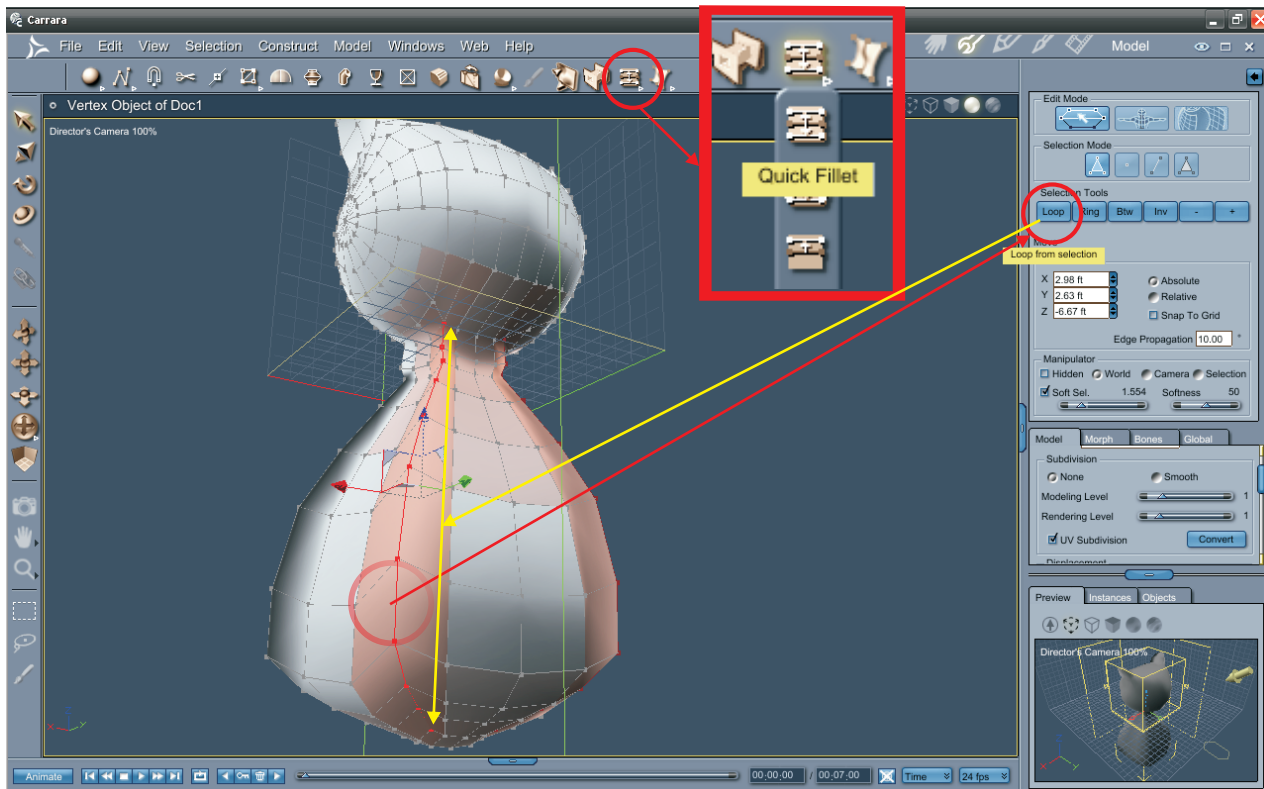 Carrara
File Edit View Selection Construct Model Windows Web Help
Model
Vertex Object of Doc1
Director's Camera 100%
Quick Fillet
Edit Mode
Selection Mode
Selection Tools
Loop Ring Btw Inv - +
Move
Loop from selection
X 2.98 ft Absolute
Y 2.63 ft Relative
Z -6.67 ft Snap To Grid
Edge Propagation 10.00 °
Manipulator
Hidden World Camera Selection
Soft Sel. 1.554 Softness 50
Model Morph Bones Global
Subdivision
None Smooth
Modeling Level 1
Rendering Level 1
UV Subdivision Convert
Displacement
Preview Instances Objects
Director's Camera 100%
Animate 00:00:00 / 00:07:00 Time 24 fps